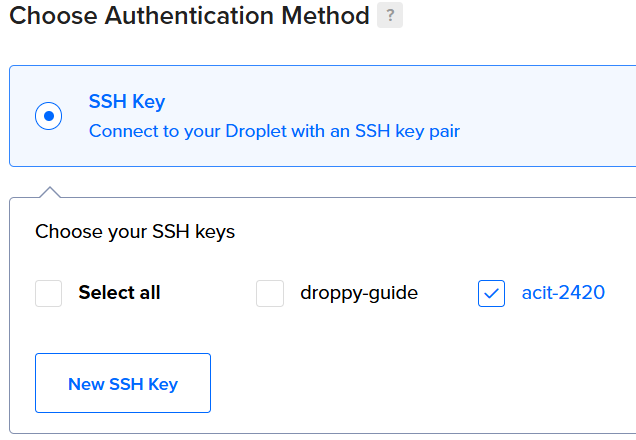 Choose Authentication Method ?
SSH Key
Connect to your Droplet with an SSH key pair
Choose your SSH keys
Select all droppy-guide acit-2420
New SSH Key